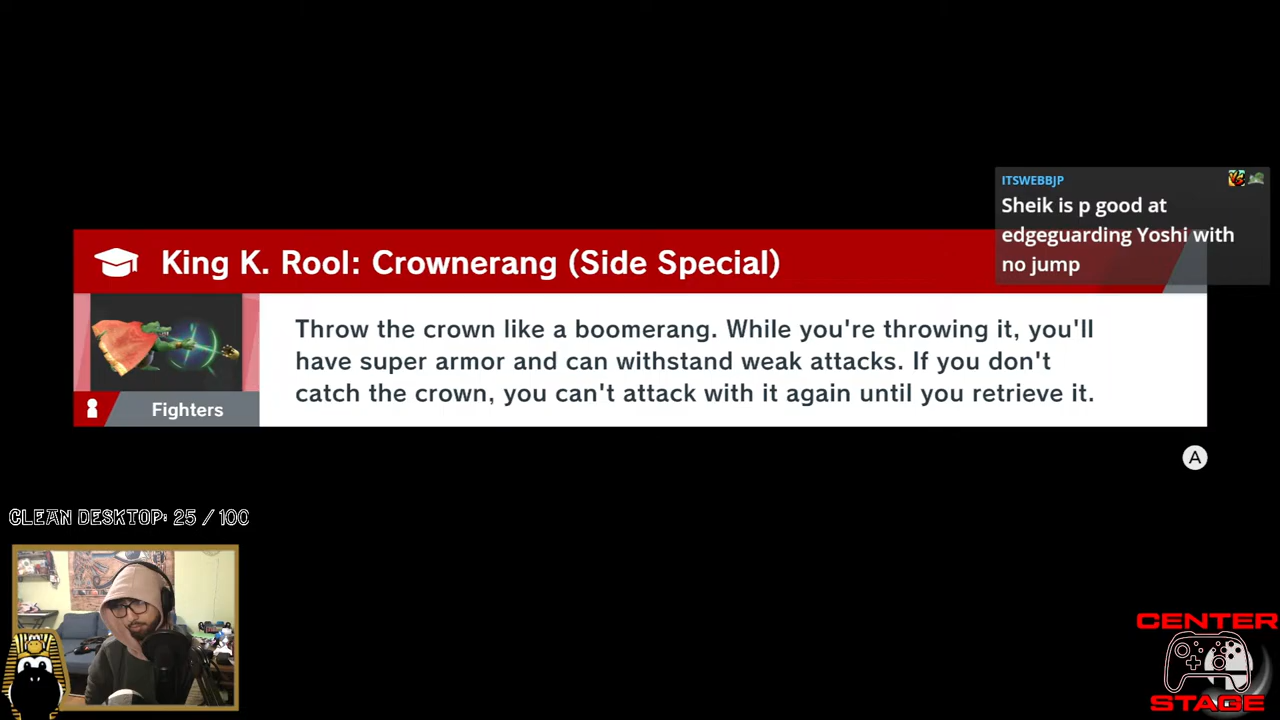 ITSWEBBJP
Sheik is p good at
edgeguarding Yoshi with
no jump
King K. Rool: Crownerang (Side Special)
Throw the crown like a boomerang. While you're throwing it, you'll
have super armor and can withstand weak attacks. If you don't
catch the crown, you can't attack with it again until you retrieve it.
Fighters
A
CLEAN DESKTOP: 25 / 100
CENTER
STAGE